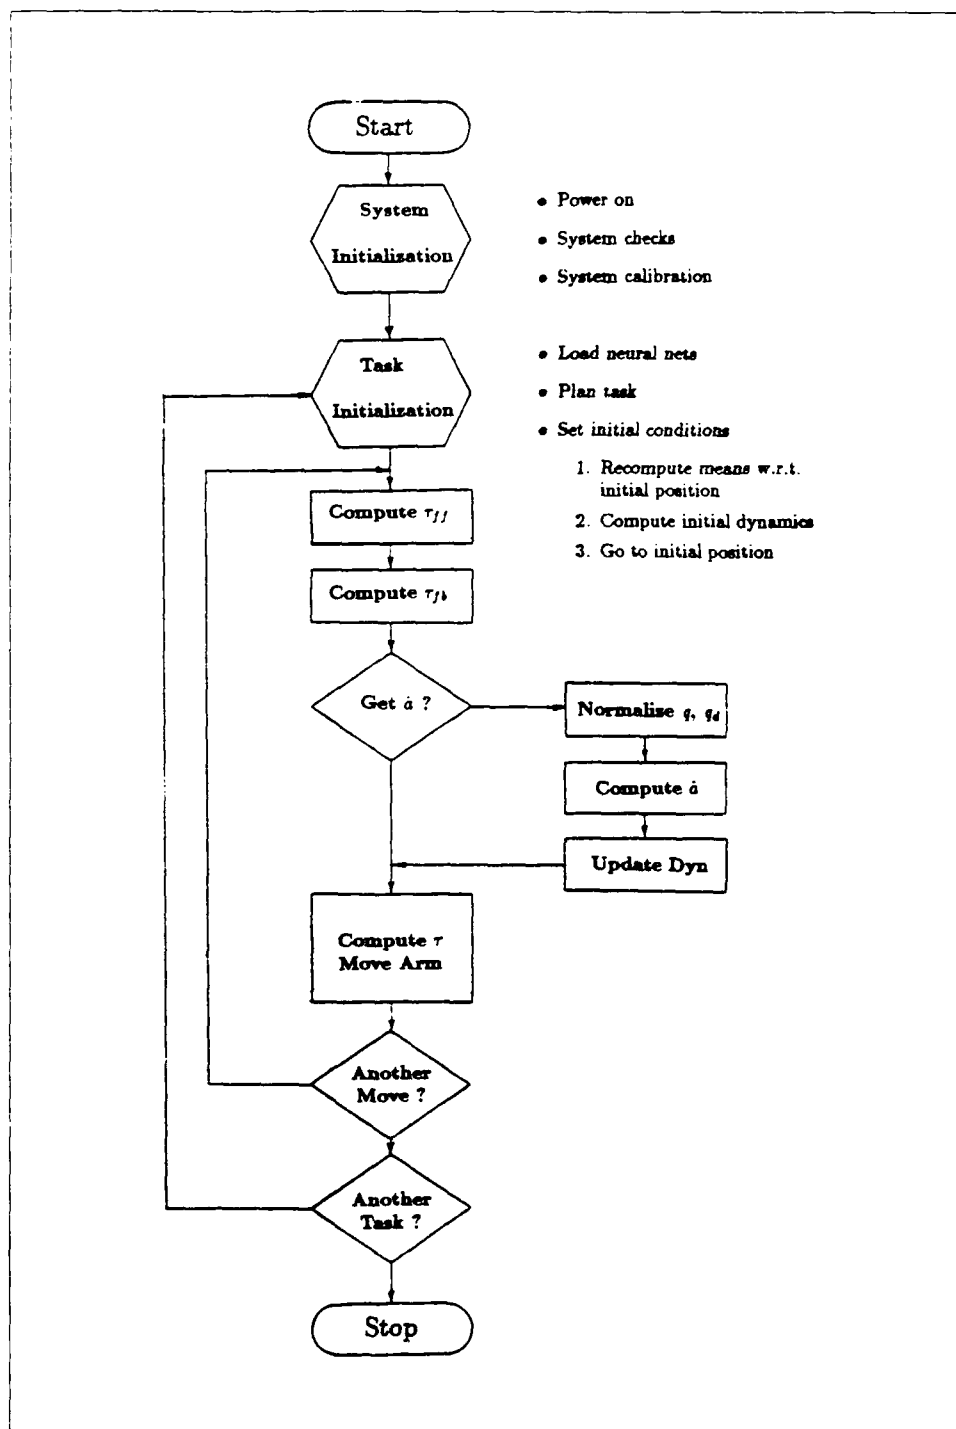 Start
System
Initialization
• Power on
• System checks
• System calibration
Task
Initialization
• Load neural nets
• Plan task
• Set initial conditions
1. Recompute means w.r.t.
initial position
2. Compute initial dynamics
3. Go to initial position
Compute τff
Compute τfb
Get ȧ ?
Normalize q, qd
Compute ȧ
Update Dyn
Compute τ
Move Arm
Another
Move ?
Another
Task ?
Stop